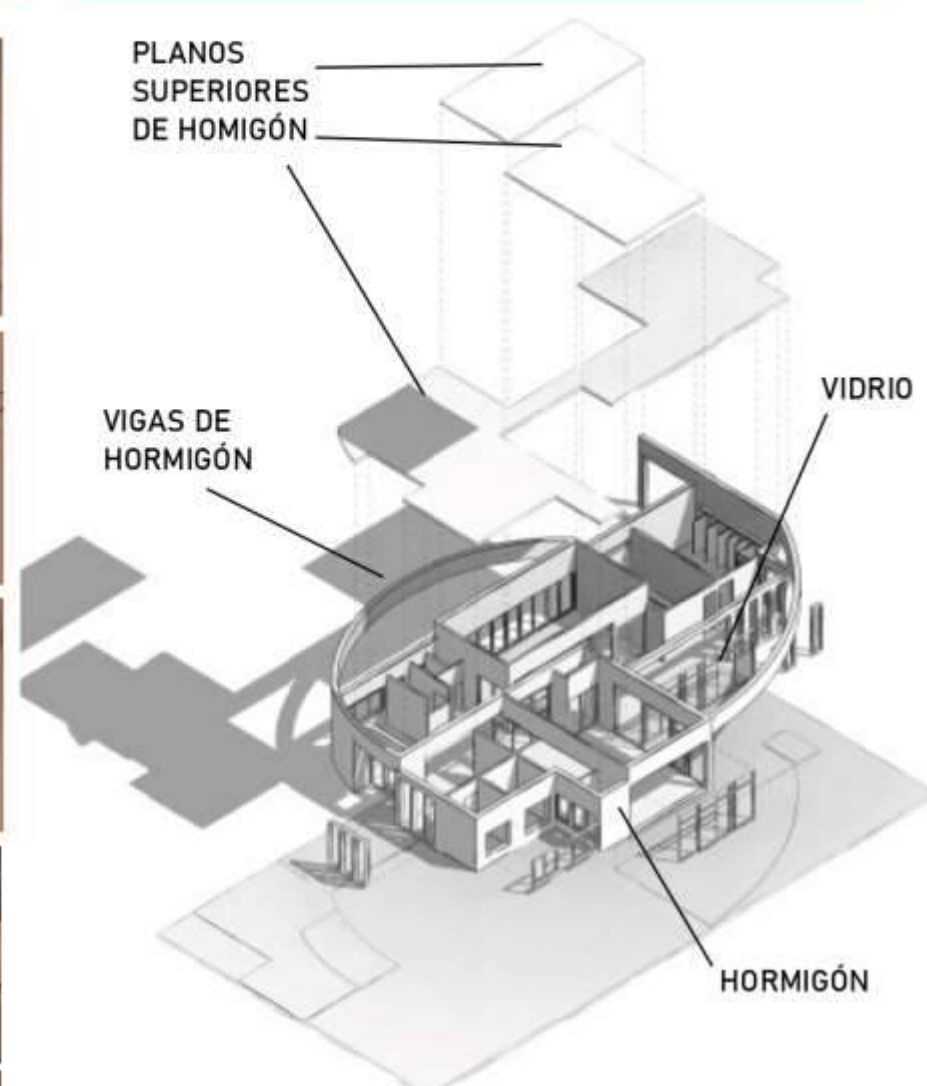 PLANOS
SUPERIORES
DE HOMIGÓN
VIDRIO
VIGAS DE
HORMIGÓN
HORMIGÓN